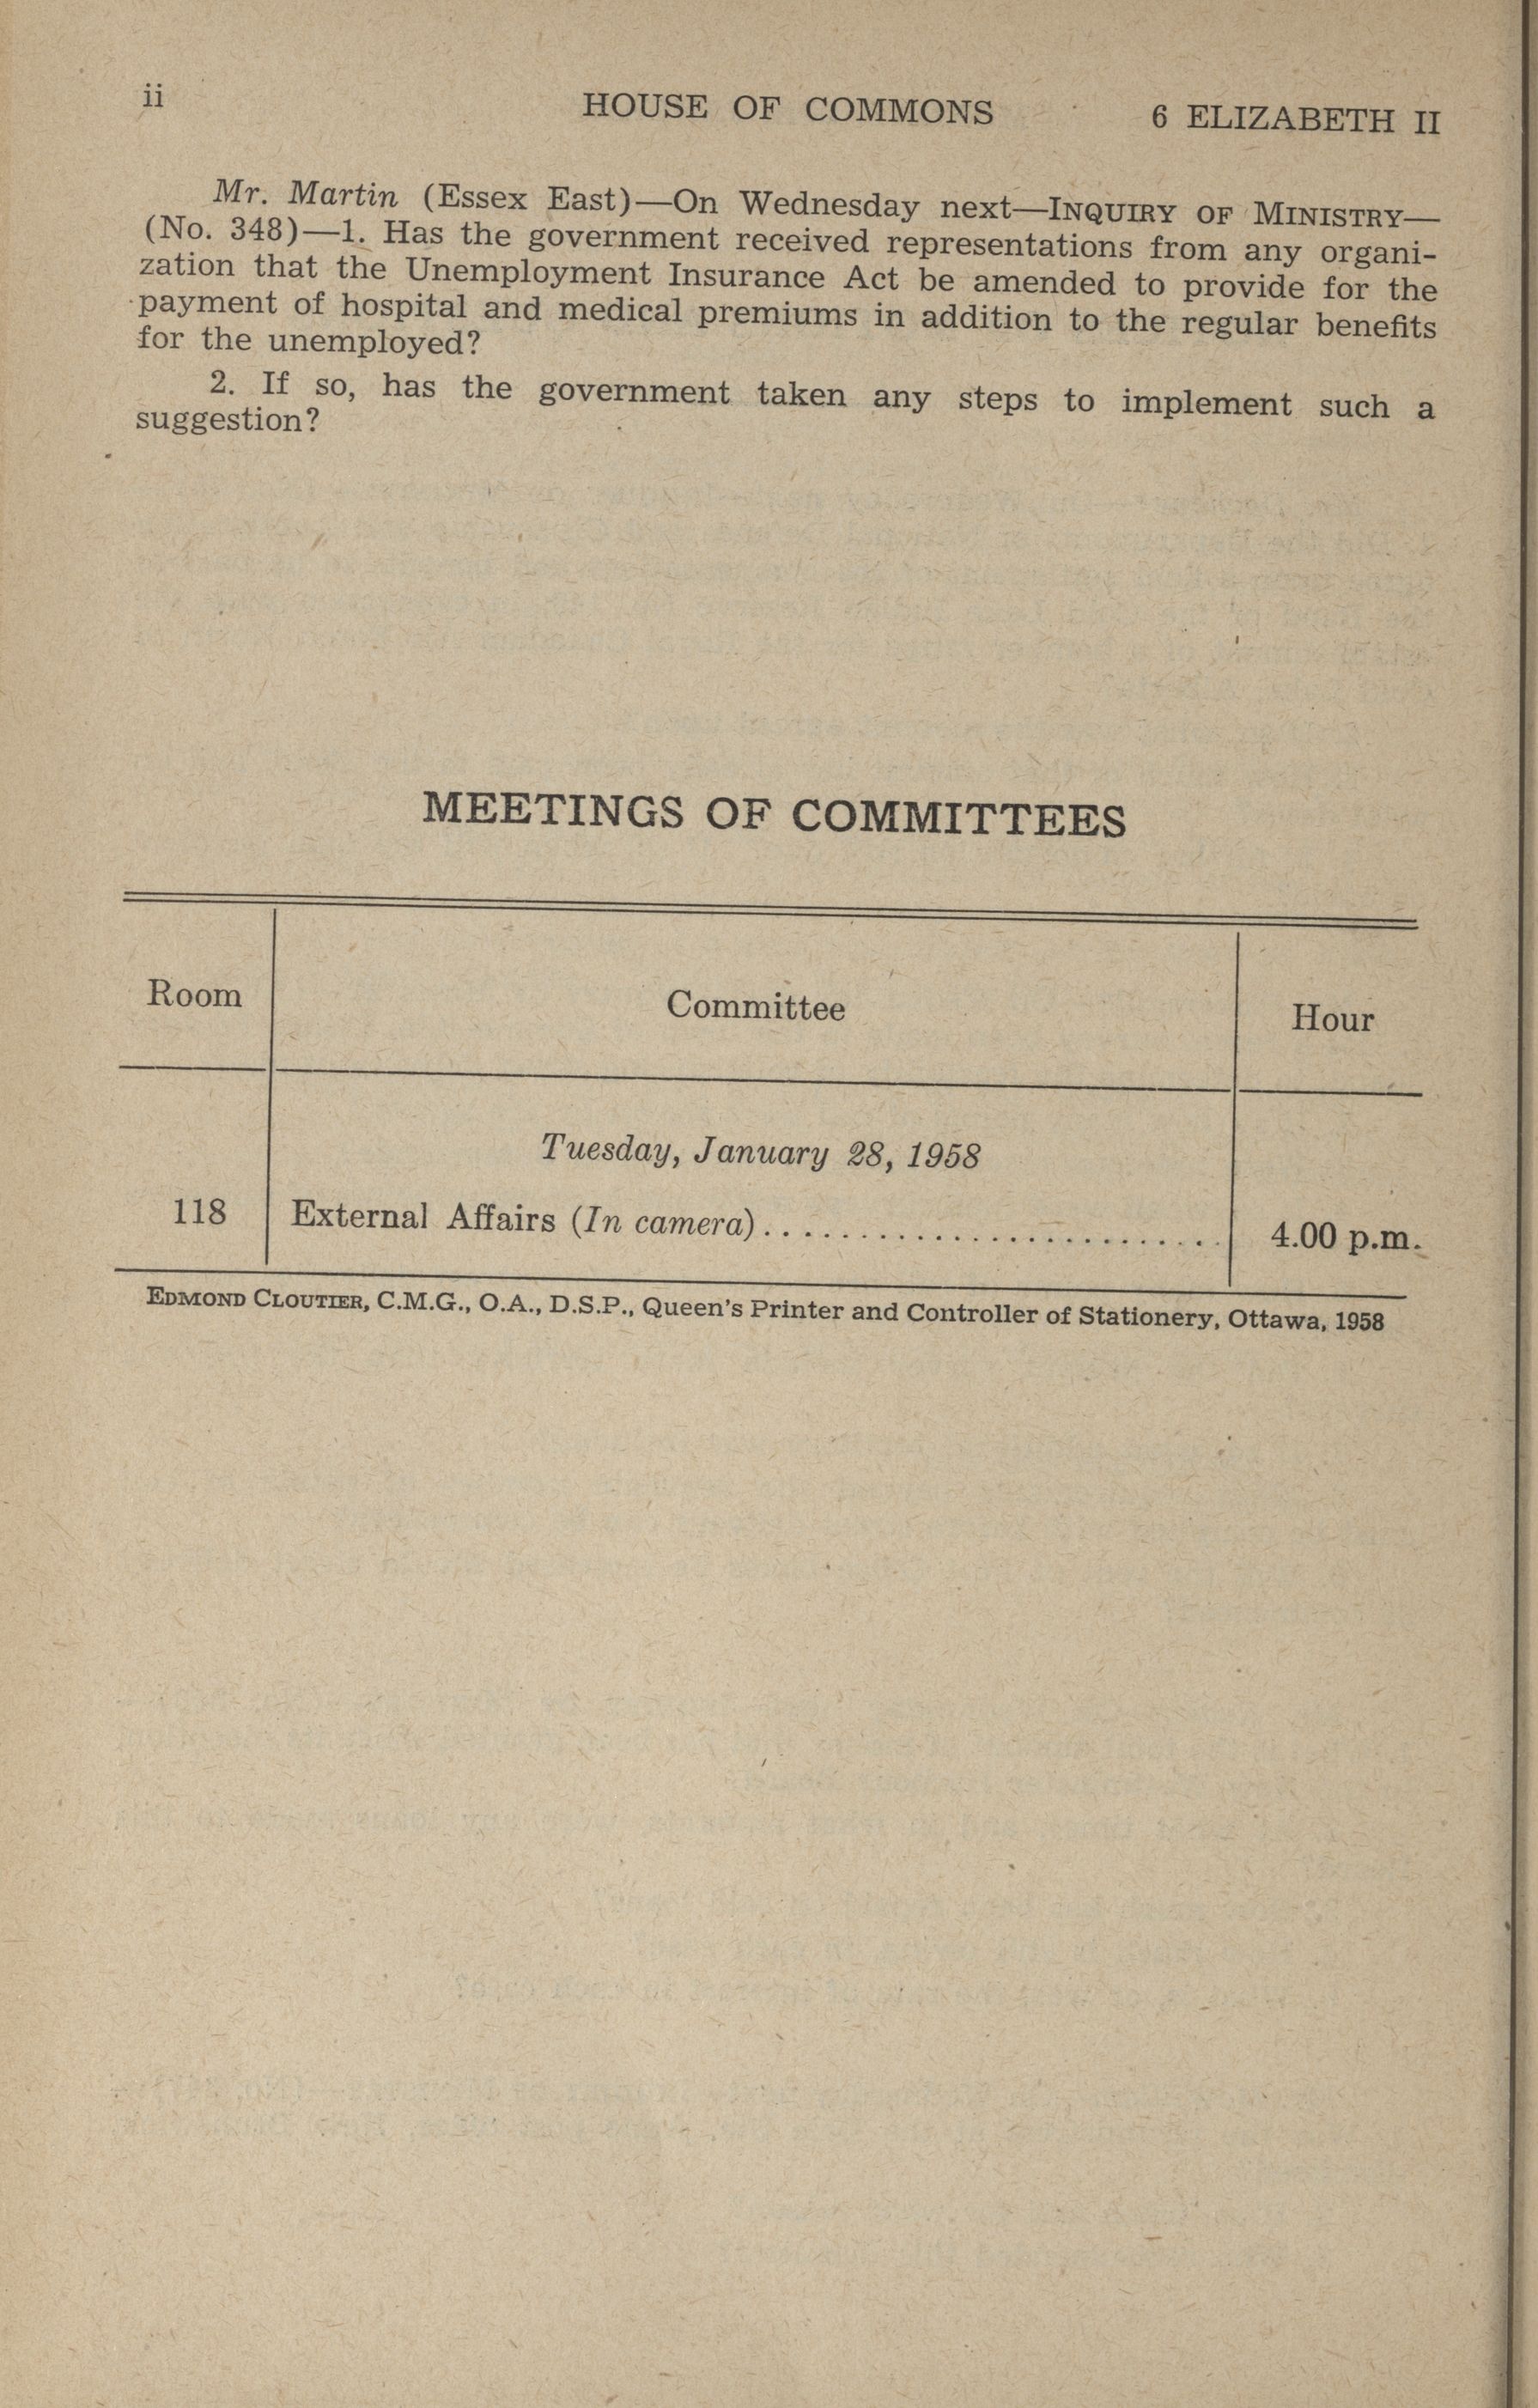 ii HOUSE OF COMMONS 6 ELIZABETH II
Mr. Martin (Essex East)—On Wednesday next—INQUIRY OF MINISTRY—
(No. 348)—1. Has the government received representations from any organi-
zation that the Unemployment Insurance Act be amended to provide for the
payment of hospital and medical premiums in addition to the regular benefits
for the unemployed?
2. If so, has the government taken any steps to implement such a
suggestion?
MEETINGS OF COMMITTEES
Room Committee Hour
Tuesday, January 28, 1958
118 External Affairs (In camera)........................ 4.00 p.m.
EDMOND CLOUTIER, C.M.G., O.A., D.S.P., Queen's Printer and Controller of Stationery, Ottawa, 1958